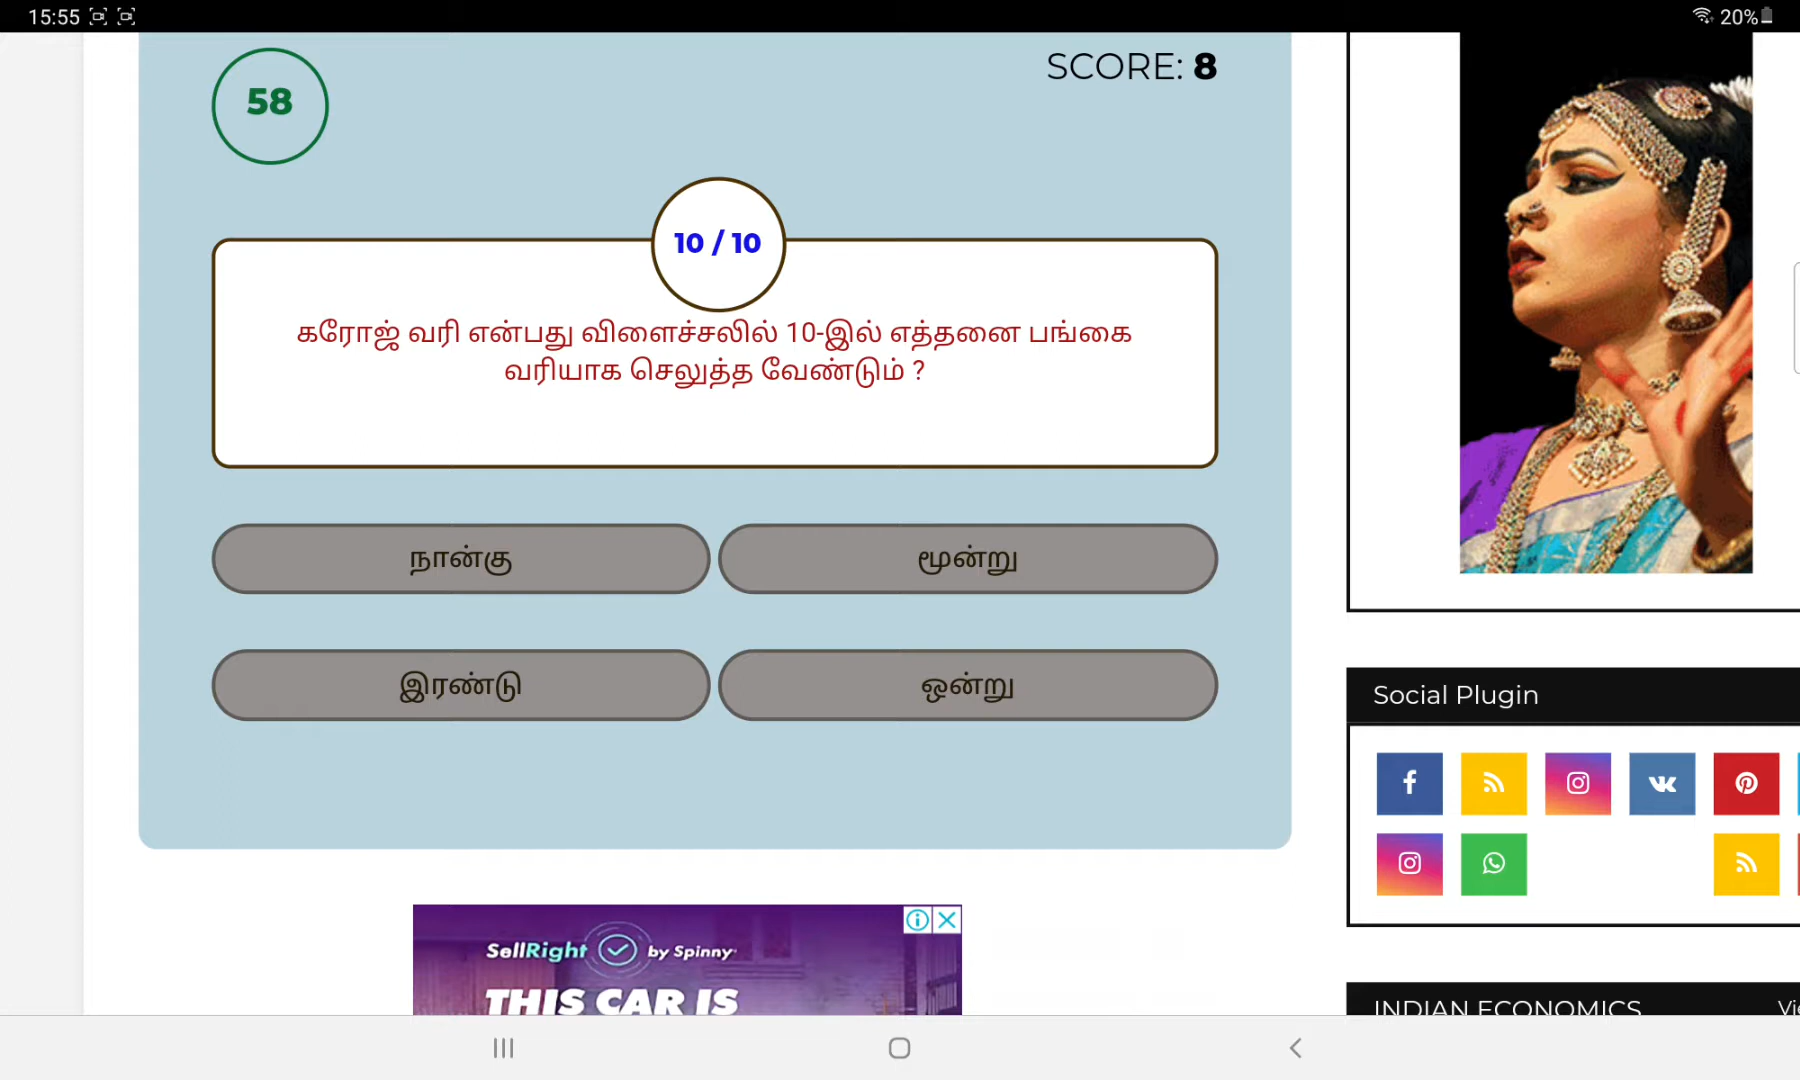 15:55
20%
58
SCORE: 8
10 / 10
கரோஜ் வரி என்பது விளைச்சலில் 10-இல் எத்தனை பங்கை
வரியாக செலுத்த வேண்டும் ?
நான்கு
மூன்று
இரண்டு
ஒன்று
Social Plugin
SellRight by Spinny
THIS CAR IS
INDIAN ECONOMICS